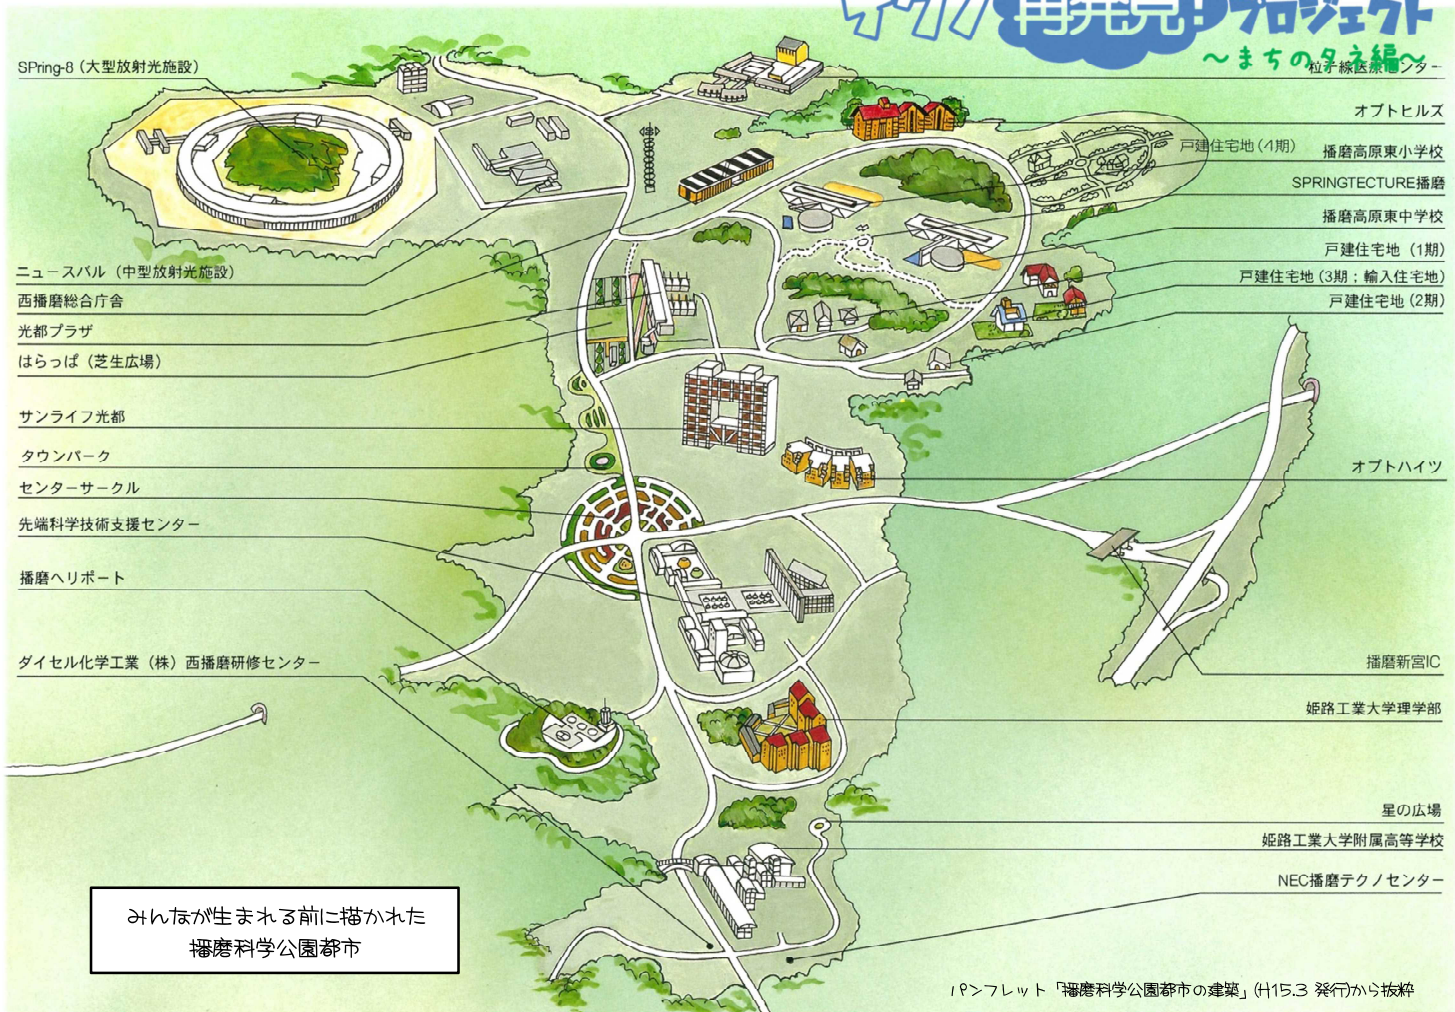 テクノ再発見!プロジェクト
～まちのタネ編～
SPring-8（大型放射光施設）
ニュースバル（中型放射光施設）
西播磨総合庁舎
光都プラザ
はらっぱ（芝生広場）
サンライフ光都
タウンパーク
センターサークル
先端科学技術支援センター
播磨ヘリポート
ダイセル化学工業（株）西播磨研修センター
粒子線医療センター
オプトヒルズ
戸建住宅地（4期）
播磨高原東小学校
SPRINGTECTURE播磨
播磨高原東中学校
戸建住宅地（1期）
戸建住宅地（3期；輸入住宅地）
戸建住宅地（2期）
オプトハイツ
播磨新宮IC
姫路工業大学理学部
星の広場
姫路工業大学附属高等学校
NEC播磨テクノセンター
みんなが生まれる前に描かれた
播磨科学公園都市
パンフレット「播磨科学公園都市の建築」(H15.3 発行)から抜粋